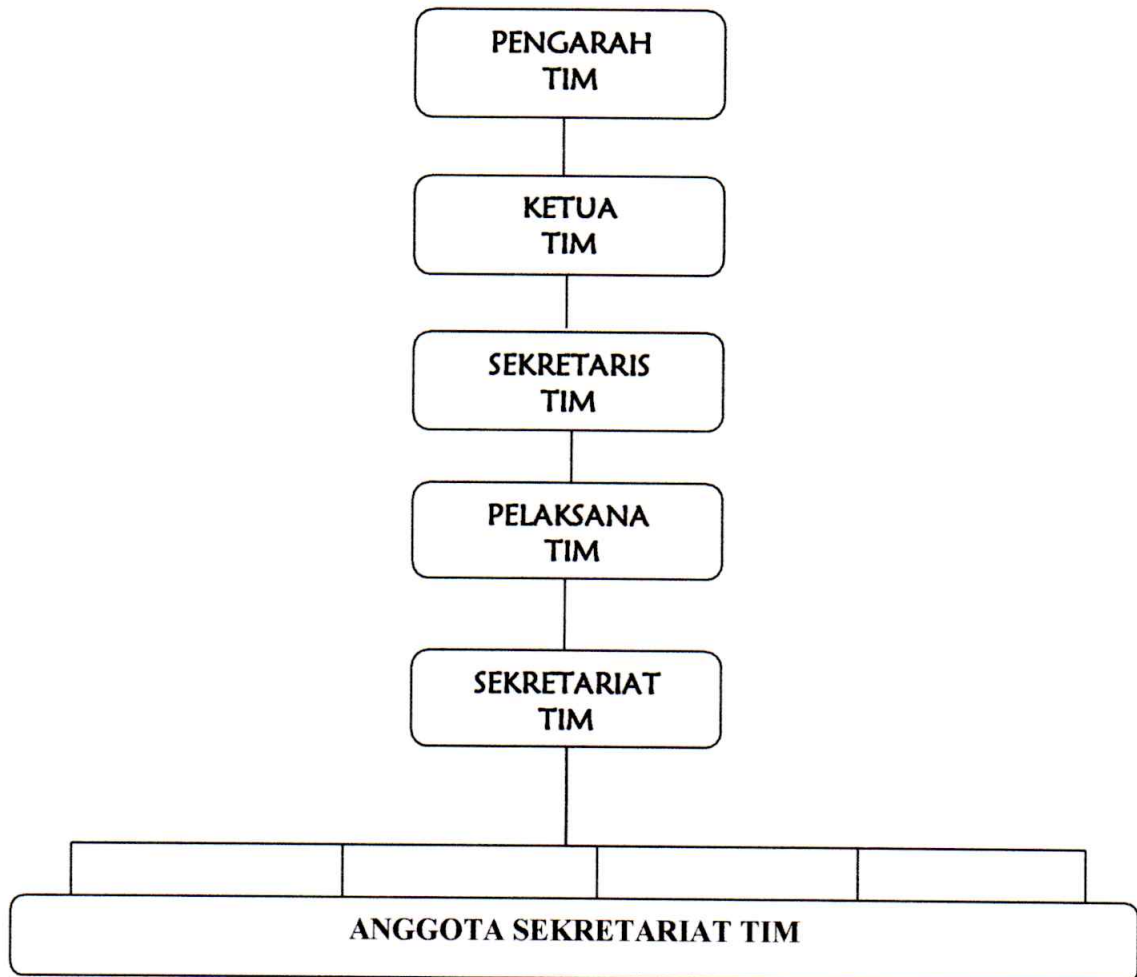 PENGARAH
TIM
KETUA
TIM
SEKRETARIS
TIM
PELAKSANA
TIM
SEKRETARIAT
TIM
ANGGOTA SEKRETARIAT TIM